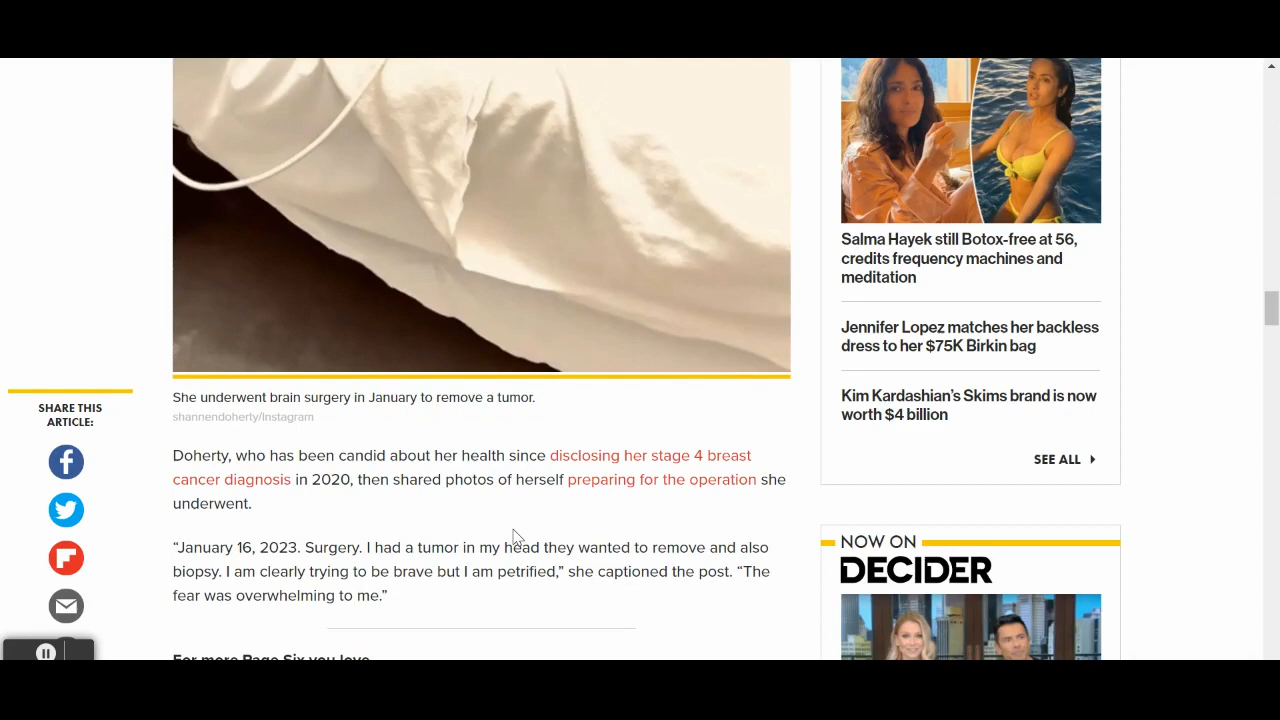 She underwent brain surgery in January to remove a tumor.
shannendoherty/Instagram
Doherty, who has been candid about her health since disclosing her stage 4 breast
cancer diagnosis in 2020, then shared photos of herself preparing for the operation she
underwent.
“January 16, 2023. Surgery. I had a tumor in my head they wanted to remove and also
biopsy. I am clearly trying to be brave but I am petrified,” she captioned the post. “The
fear was overwhelming to me.”
For more Page Six you love
SHARE THIS
ARTICLE:
Salma Hayek still Botox-free at 56,
credits frequency machines and
meditation
Jennifer Lopez matches her backless
dress to her $75K Birkin bag
Kim Kardashian’s Skims brand is now
worth $4 billion
SEE ALL
NOW ON
DECIDER